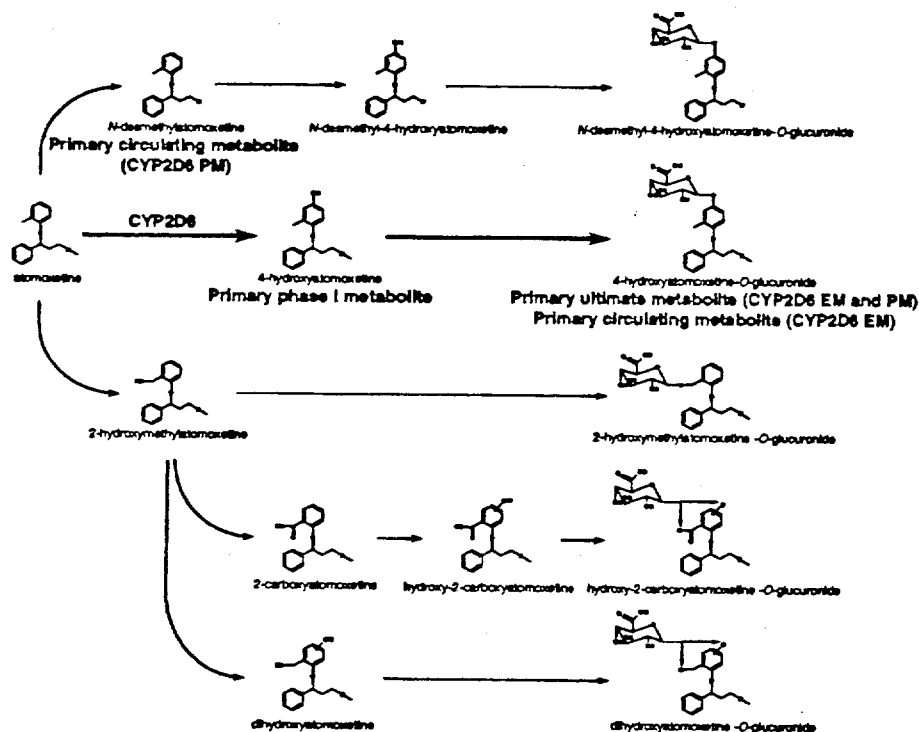 N-desmethylatomoxetine
N-desmethyl-4-hydroxyatomoxetine
N-desmethyl-4-hydroxyatomoxetine-O-glucuronide
Primary circulating metabolite
(CYP2D6 PM)
CYP2D6
atomoxetine
4-hydroxyatomoxetine
4-hydroxyatomoxetine-O-glucuronide
Primary phase I metabolite
Primary ultimate metabolite (CYP2D6 EM and PM)
Primary circulating metabolite (CYP2D6 EM)
2-hydroxymethylatomoxetine
2-hydroxymethylatomoxetine -O-glucuronide
2-carboxyatomoxetine
hydroxy-2-carboxyatomoxetine
hydroxy-2-carboxyatomoxetine -O-glucuronide
dihydroxyatomoxetine
dihydroxyatomoxetine -O-glucuronide